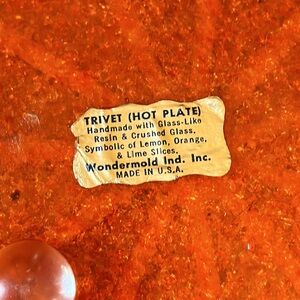 TRIVET (HOT PLATE)
Handmade with Glass-Like
Resin & Crushed Glass.
Symbolic of Lemon, Orange,
& Lime Slices.
Wondermold Ind. Inc.
MADE IN U.S.A.